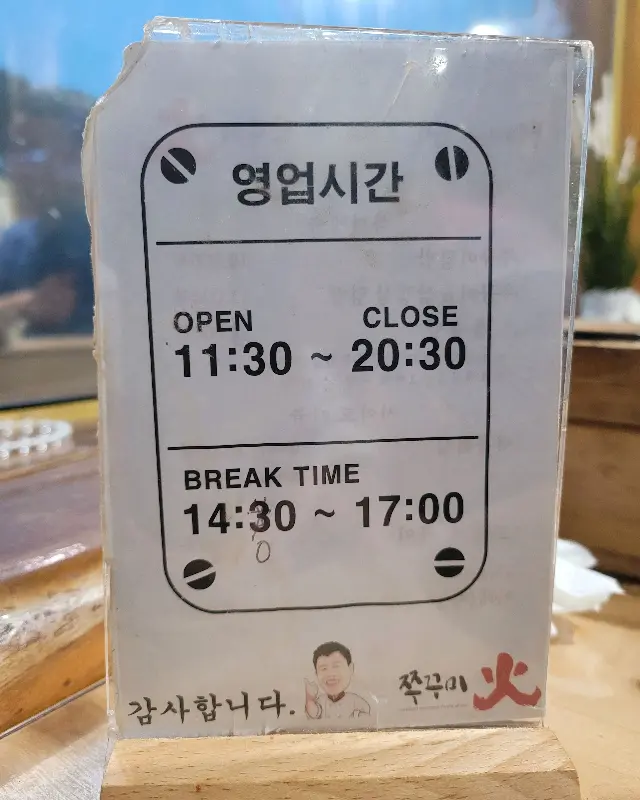 영업시간
OPEN CLOSE
11:30 ~ 20:30
BREAK TIME
14:30 ~ 17:00
0
감사합니다.
쭈꾸미 火